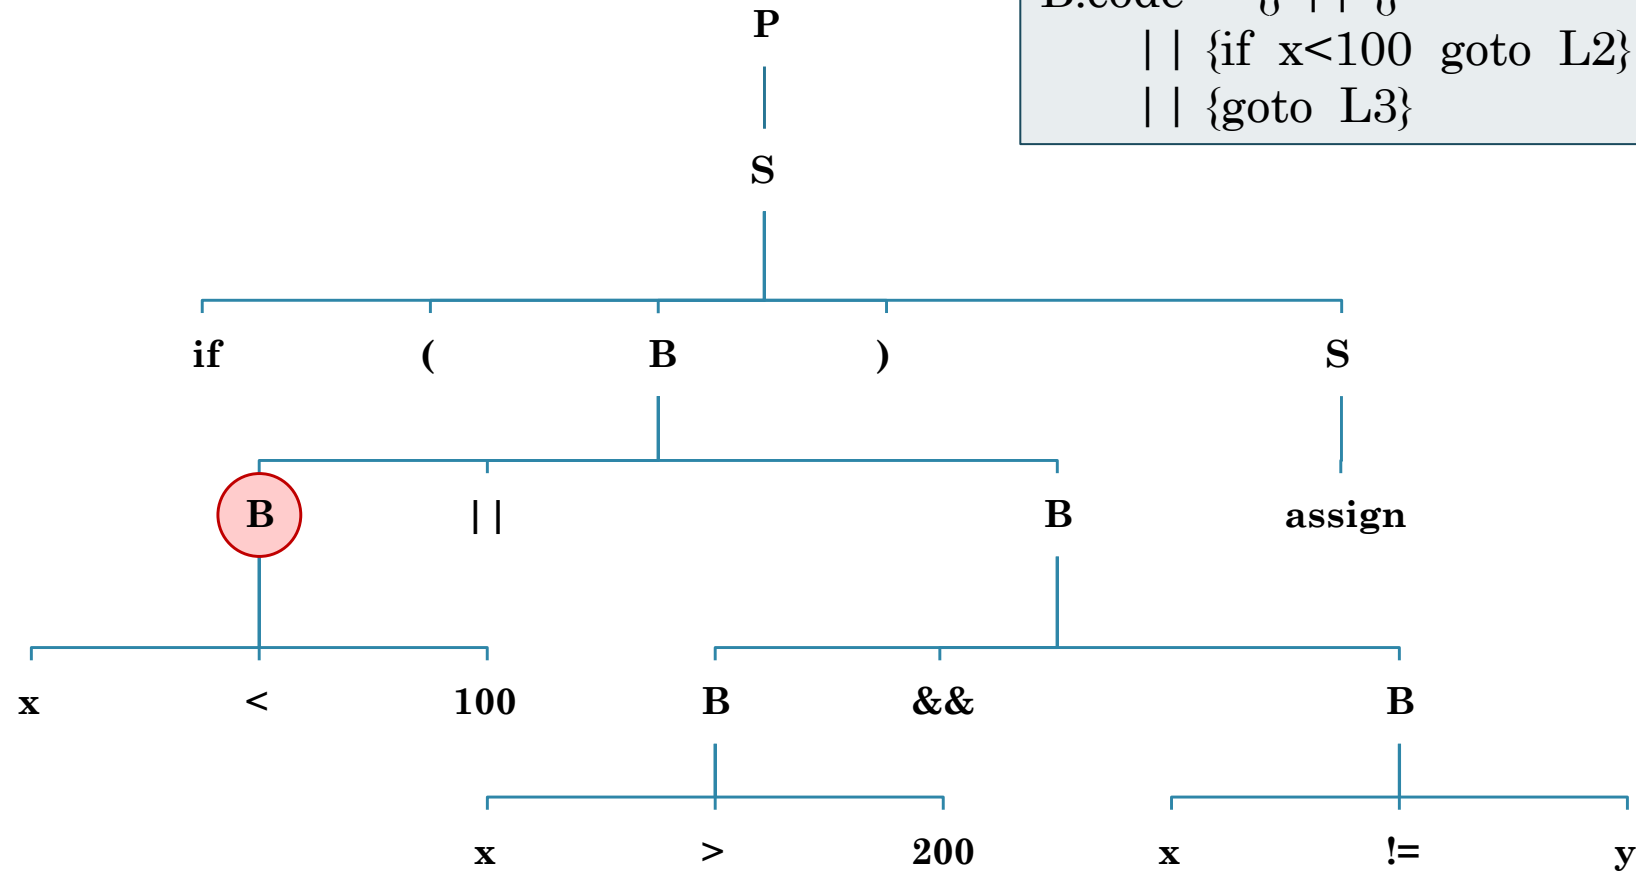 P
|| {if x<100 goto L2}
|| {goto L3}
S
if ( B ) S
B || B assign
x < 100 B && B
x > 200 x != y